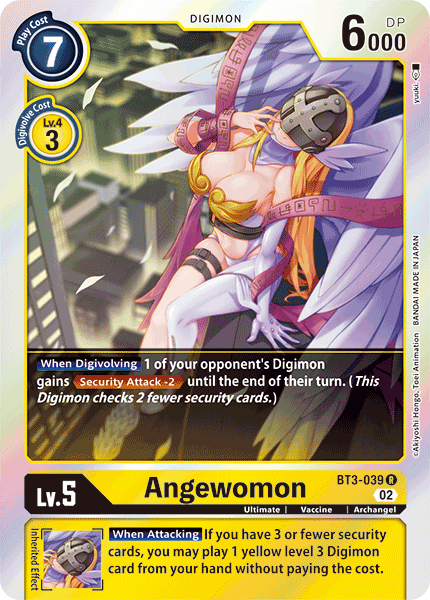 Play Cost
7
DIGIMON
DP
6000
yuuki
Digivolve Cost
Lv.4
3
©Akiyoshi Hongo, Toei Animation BANDAI MADE IN JAPAN
When Digivolving 1 of your opponent's Digimon
gains Security Attack -2 until the end of their turn. (This
Digimon checks 2 fewer security cards.)
Lv.5
Angewomon
BT3-039 R
02
Ultimate | Vaccine | Archangel
Inherited Effect
When Attacking If you have 3 or fewer security
cards, you may play 1 yellow level 3 Digimon
card from your hand without paying the cost.